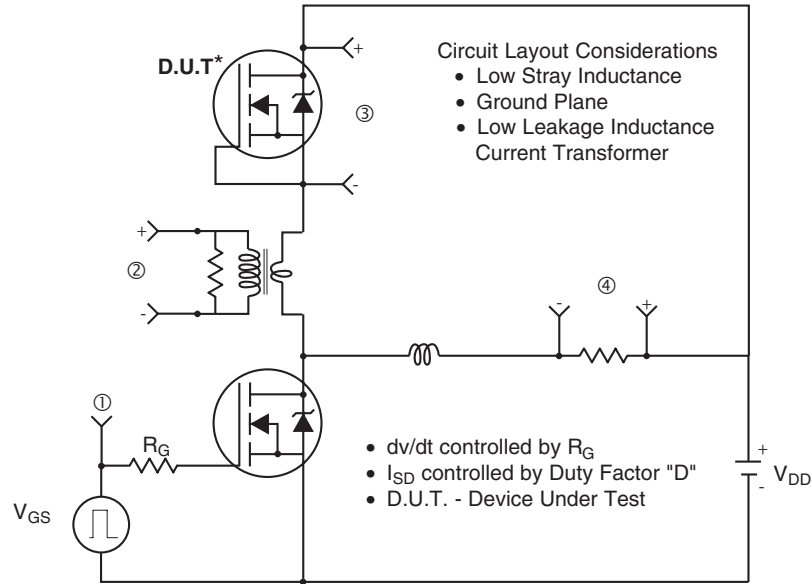 D.U.T*
+
-
③
Circuit Layout Considerations
• Low Stray Inductance
• Ground Plane
• Low Leakage Inductance
Current Transformer
+
②
-
④
-
+
①
R_G
V_GS
• dv/dt controlled by R_G
• I_SD controlled by Duty Factor "D"
• D.U.T. - Device Under Test
+
V_DD
-